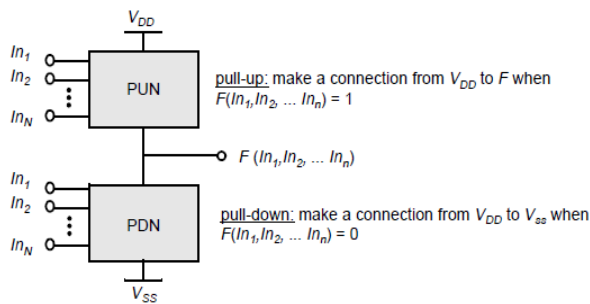 V_DD
In_1
In_2
In_N
PUN
pull-up: make a connection from V_DD to F when
F(In_1,In_2, ... In_n) = 1
F (In_1,In_2, ... In_n)
In_1
In_2
In_N
PDN
pull-down: make a connection from V_DD to V_ss when
F(In_1,In_2, ... In_n) = 0
V_SS